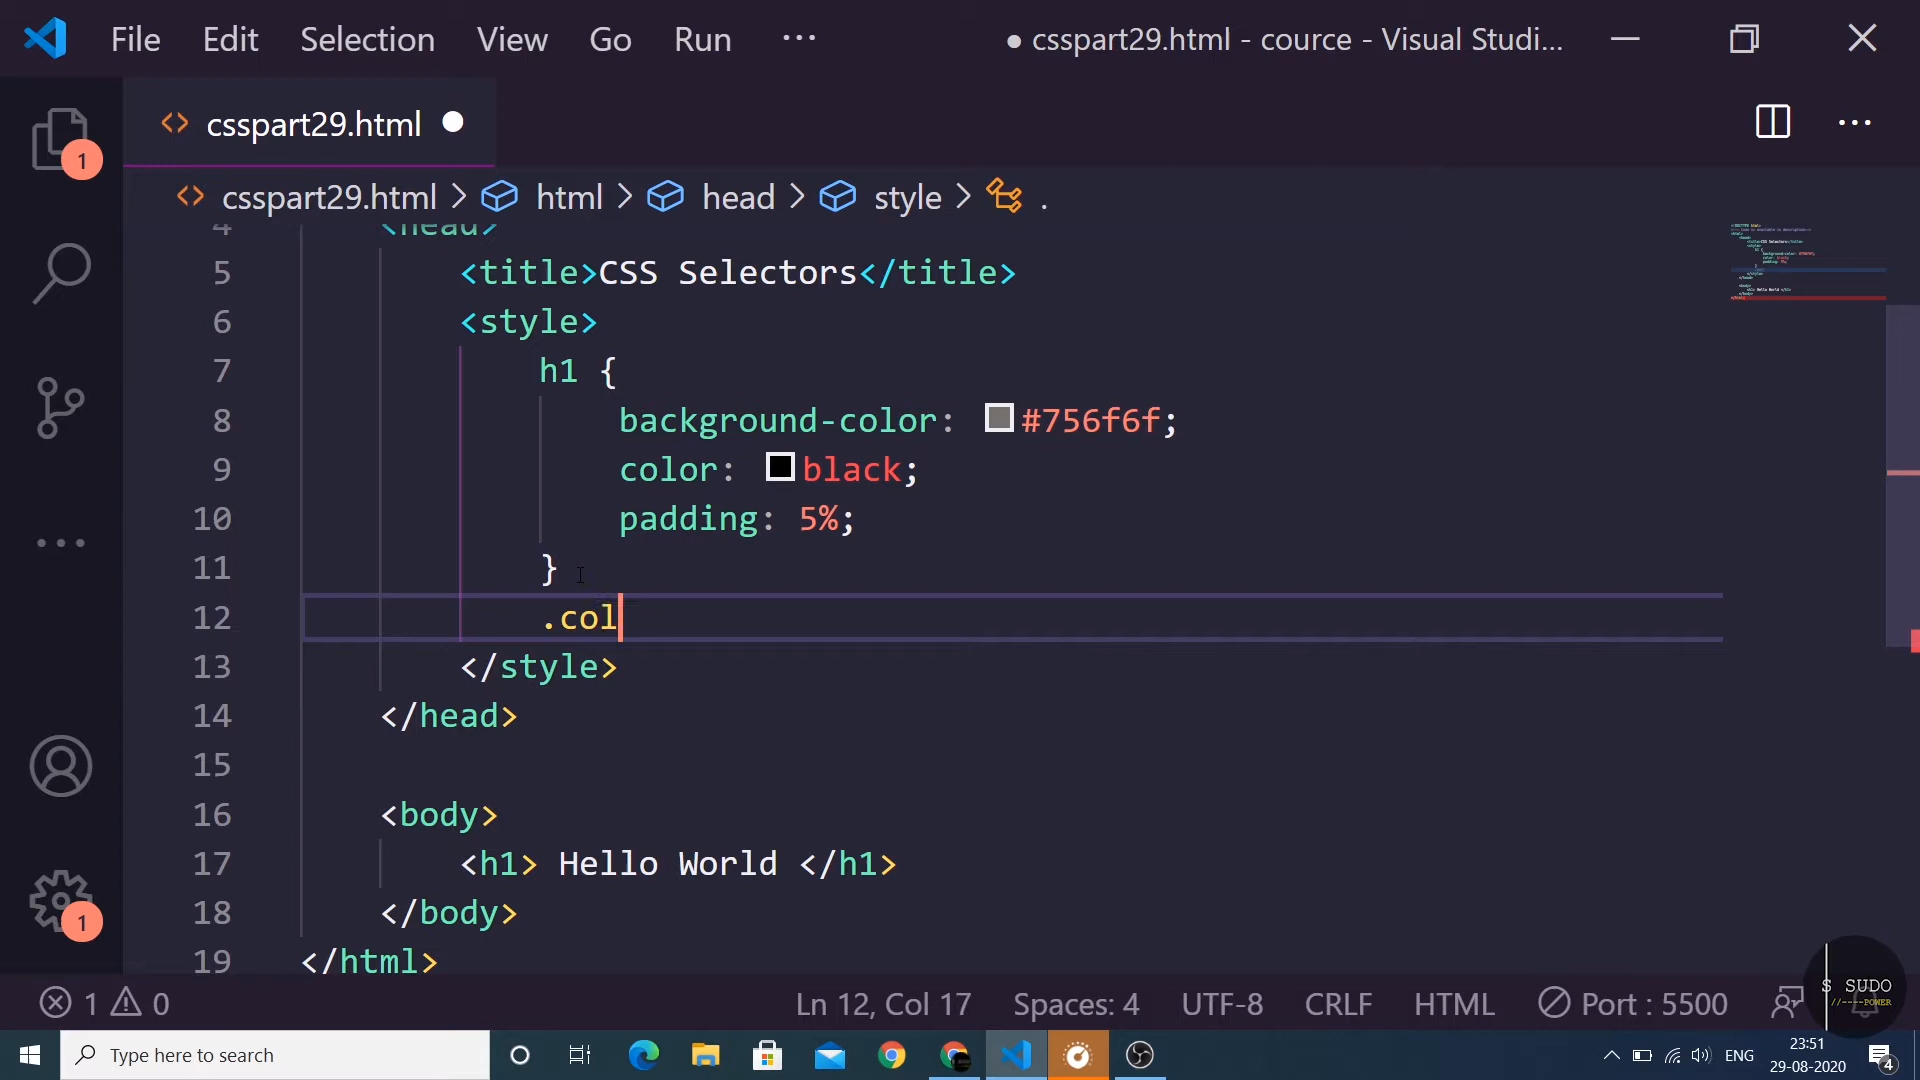 File Edit Selection View Go Run ···
● csspart29.html - cource - Visual Studi...
csspart29.html
1
csspart29.html > html > head > style > .
4 <head>
5 <title>CSS Selectors</title>
6 <style>
7 h1 {
8 background-color: #756f6f;
9 color: black;
10 padding: 5%;
11 }
12 .col
13 </style>
14 </head>
15
16 <body>
17 <h1> Hello World </h1>
18 </body>
19 </html>
1
S SUDO
//----POWER
1 0 Ln 12, Col 17 Spaces: 4 UTF-8 CRLF HTML Port : 5500
Type here to search
ENG
23:51
29-08-2020
4